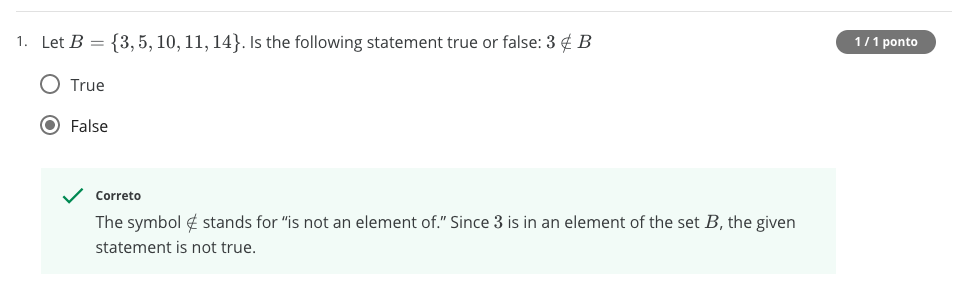 1. Let B = {3, 5, 10, 11, 14}. Is the following statement true or false: 3 ∉ B
1 / 1 ponto
True
False
Correto
The symbol ∉ stands for “is not an element of.” Since 3 is in an element of the set B, the given
statement is not true.